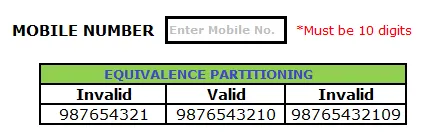 MOBILE NUMBER Enter Mobile No. *Must be 10 digits
EQUIVALENCE PARTITIONING
Invalid Valid Invalid
987654321 9876543210 98765432109